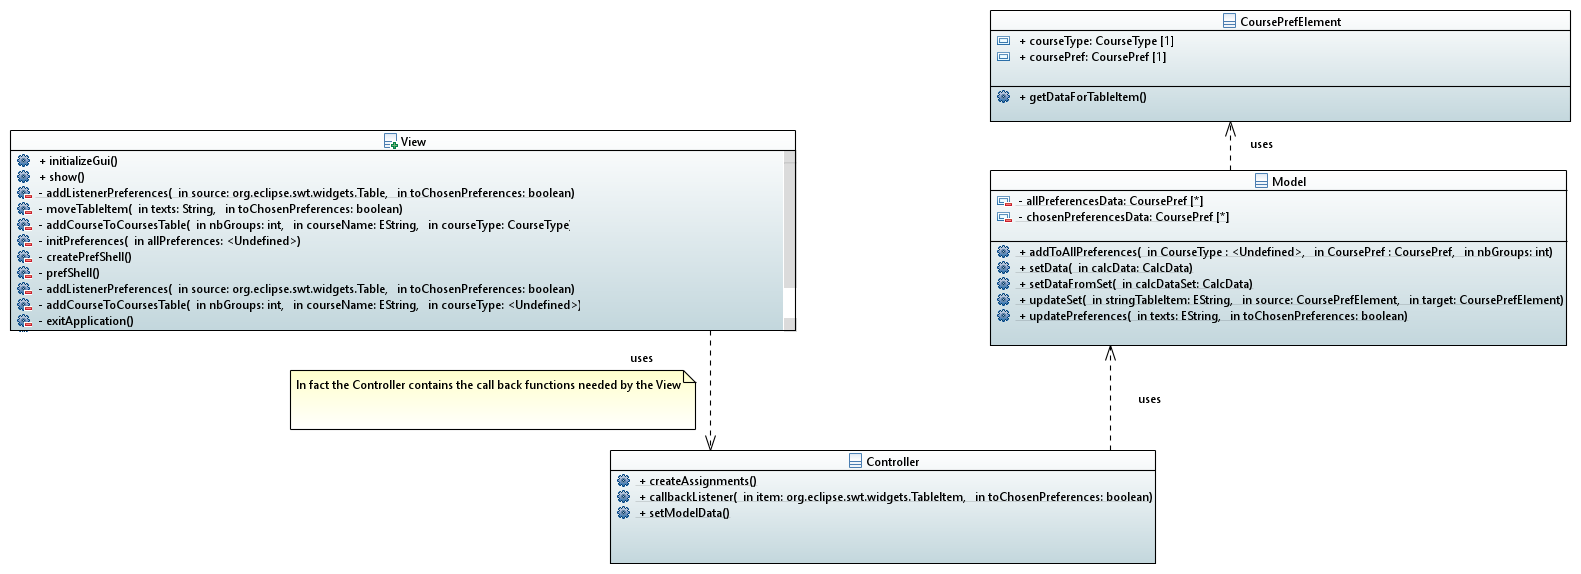 CoursePrefElement
+ courseType: CourseType [1]
+ coursePref: CoursePref [1]
+ getDataForTableItem()
uses
View
+ initializeGui()
+ show()
- addListenerPreferences( in source: org.eclipse.swt.widgets.Table, in toChosenPreferences: boolean)
- moveTableItem( in texts: String, in toChosenPreferences: boolean)
- addCourseToCoursesTable( in nbGroups: int, in courseName: EString, in courseType: CourseType)
- initPreferences( in allPreferences: <Undefined>)
- createPrefShell()
- prefShell()
- addListenerPreferences( in source: org.eclipse.swt.widgets.Table, in toChosenPreferences: boolean)
- addCourseToCoursesTable( in nbGroups: int, in courseName: EString, in courseType: <Undefined>)
- exitApplication()
Model
- allPreferencesData: CoursePref [*]
- chosenPreferencesData: CoursePref [*]
+ addToAllPreferences( in CourseType : <Undefined>, in CoursePref : CoursePref, in nbGroups: int)
+ setData( in calcData: CalcData)
+ setDataFromSet( in calcDataSet: CalcData)
+ updateSet( in stringTableItem: EString, in source: CoursePrefElement, in target: CoursePrefElement)
+ updatePreferences( in texts: EString, in toChosenPreferences: boolean)
uses
In fact the Controller contains the call back functions needed by the View
uses
Controller
+ createAssignments()
+ callbackListener( in item: org.eclipse.swt.widgets.TableItem, in toChosenPreferences: boolean)
+ setModelData()